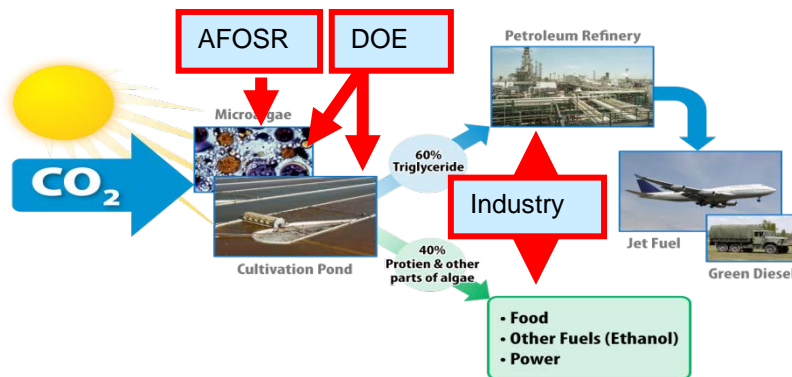 AFOSR
DOE
Petroleum Refinery
Microalgae
CO2
60%
Triglyceride
Industry
Jet Fuel
Cultivation Pond
40%
Protien & other
parts of algae
Green Diesel
• Food
• Other Fuels (Ethanol)
• Power